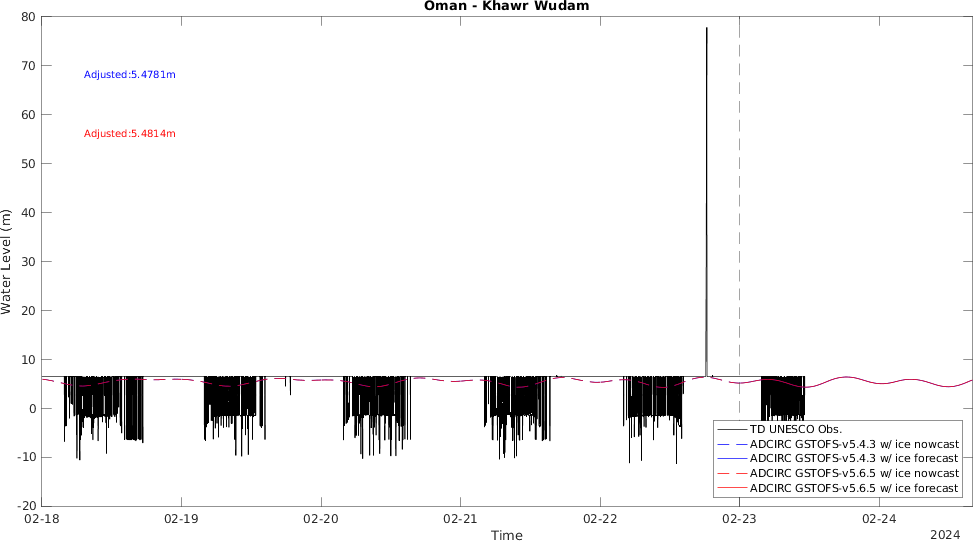 Oman - Khawr Wudam
80
70
60
50
40
30
20
10
0
-10
-20
Water Level (m)
Adjusted:5.4781m
Adjusted:5.4814m
TD UNESCO Obs.
ADCIRC GSTOFS-v5.4.3 w/ ice nowcast
ADCIRC GSTOFS-v5.4.3 w/ ice forecast
ADCIRC GSTOFS-v5.6.5 w/ ice nowcast
ADCIRC GSTOFS-v5.6.5 w/ ice forecast
02-18 02-19 02-20 02-21 02-22 02-23 02-24
Time
2024